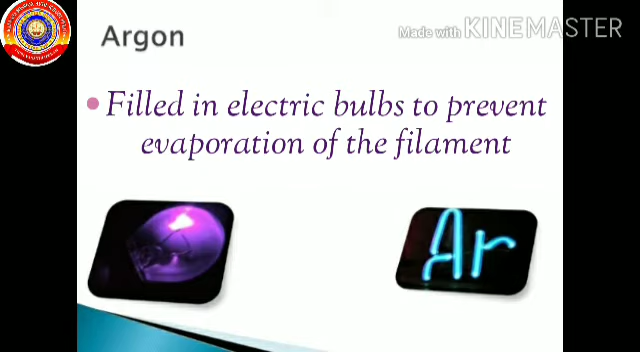 Argon
Made with KINEMASTER
• Filled in electric bulbs to prevent
evaporation of the filament
Ar